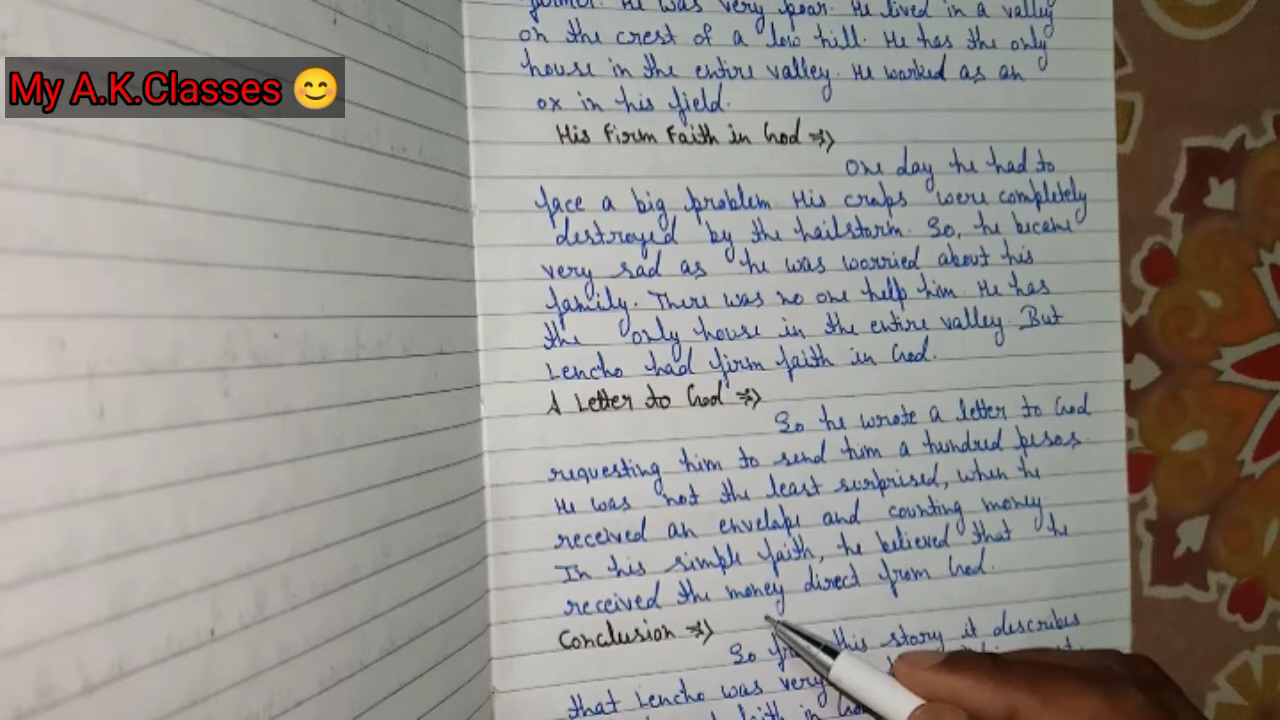 My A.K.Classes 😊
farmer. He was very poor. He lived in a valley
on the crest of a low hill. He has the only
house in the entire valley. He worked as an
ox in his field.
His Firm Faith in God ⇒
One day he had to
face a big problem. His crops were completely
destroyed by the hailstorm. So, he became
very sad as he was worried about his
family. There was no one help him. He has
the only house in the entire valley. But
Lencho had firm faith in God.
A Letter to God ⇒
So he wrote a letter to God
requesting him to send him a hundred pesos.
He was not the least surprised, when he
received an envelope and counting money
In his simple faith, he believed that he
received the money direct from God.
Conclusion ⇒
So from this story it describes
that Lencho was very
faith in God